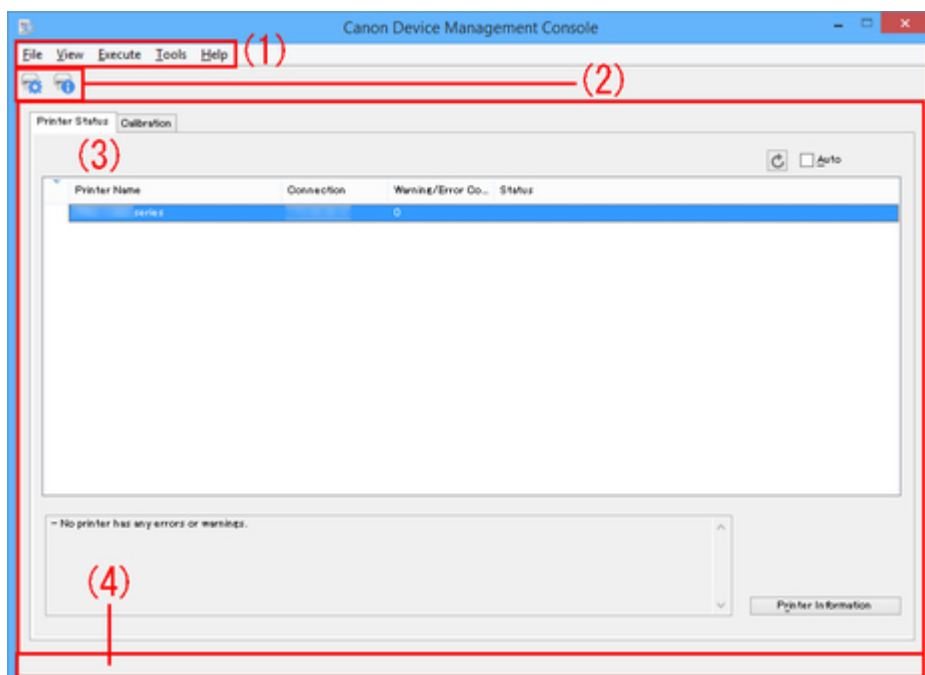 Canon Device Management Console
File View Execute Tools Help (1)
(2)
Printer Status Calibration
(3)
Auto
Printer Name Connection Warning/Error Co... Status
series 0
- No printer has any errors or warnings.
(4)
Printer Information